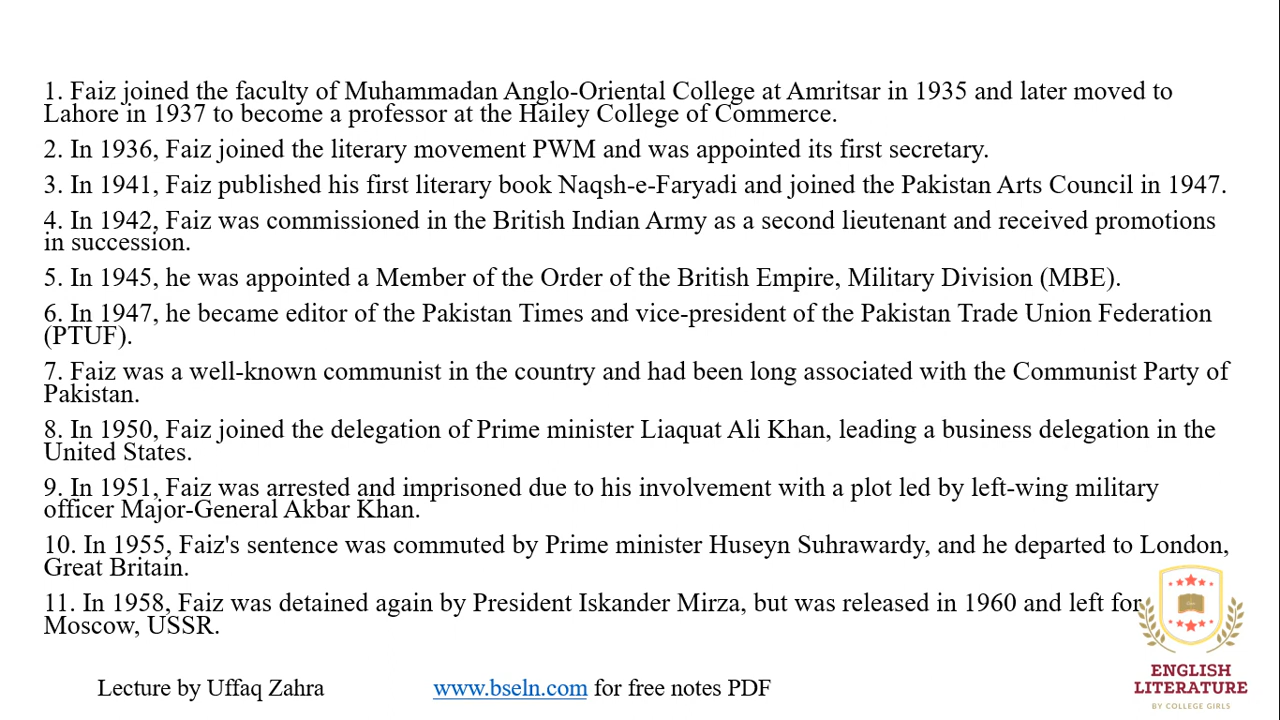 1. Faiz joined the faculty of Muhammadan Anglo-Oriental College at Amritsar in 1935 and later moved to
Lahore in 1937 to become a professor at the Hailey College of Commerce.
2. In 1936, Faiz joined the literary movement PWM and was appointed its first secretary.
3. In 1941, Faiz published his first literary book Naqsh-e-Faryadi and joined the Pakistan Arts Council in 1947.
4. In 1942, Faiz was commissioned in the British Indian Army as a second lieutenant and received promotions
in succession.
5. In 1945, he was appointed a Member of the Order of the British Empire, Military Division (MBE).
6. In 1947, he became editor of the Pakistan Times and vice-president of the Pakistan Trade Union Federation
(PTUF).
7. Faiz was a well-known communist in the country and had been long associated with the Communist Party of
Pakistan.
8. In 1950, Faiz joined the delegation of Prime minister Liaquat Ali Khan, leading a business delegation in the
United States.
9. In 1951, Faiz was arrested and imprisoned due to his involvement with a plot led by left-wing military
officer Major-General Akbar Khan.
10. In 1955, Faiz's sentence was commuted by Prime minister Huseyn Suhrawardy, and he departed to London,
Great Britain.
11. In 1958, Faiz was detained again by President Iskander Mirza, but was released in 1960 and left for
Moscow, USSR.
Lecture by Uffaq Zahra
www.bseln.com for free notes PDF
ENGLISH
LITERATURE
BY COLLEGE GIRLS